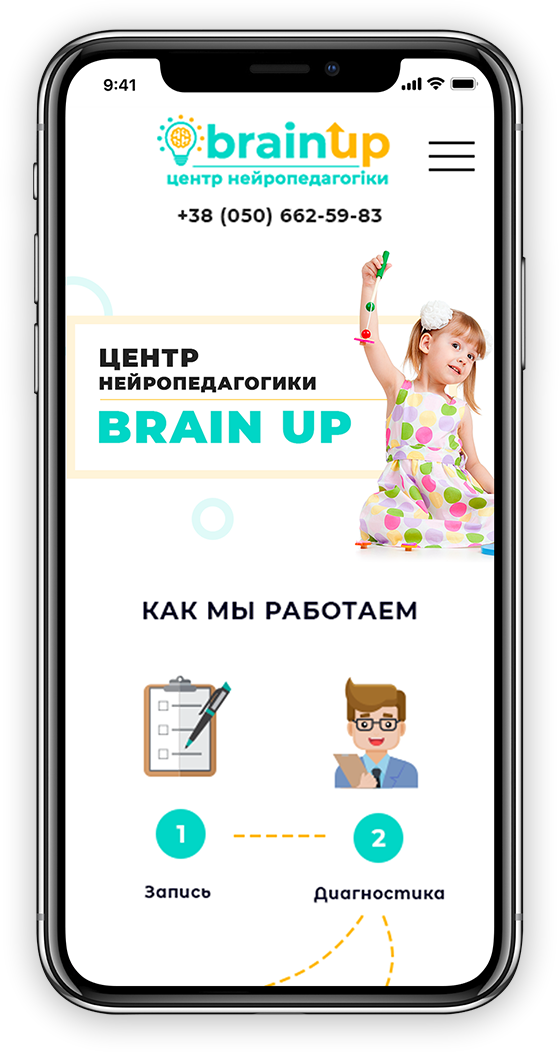 9:41
brainup
центр нейропедагогіки
+38 (050) 662-59-83
ЦЕНТР
НЕЙРОПЕДАГОГИКИ
BRAIN UP
КАК МЫ РАБОТАЕМ
1
2
Запись
Диагностика